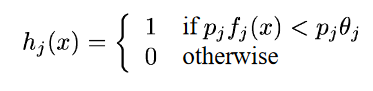 h_j(x) = { 1 if p_j f_j(x) < p_j θ_j
0 otherwise